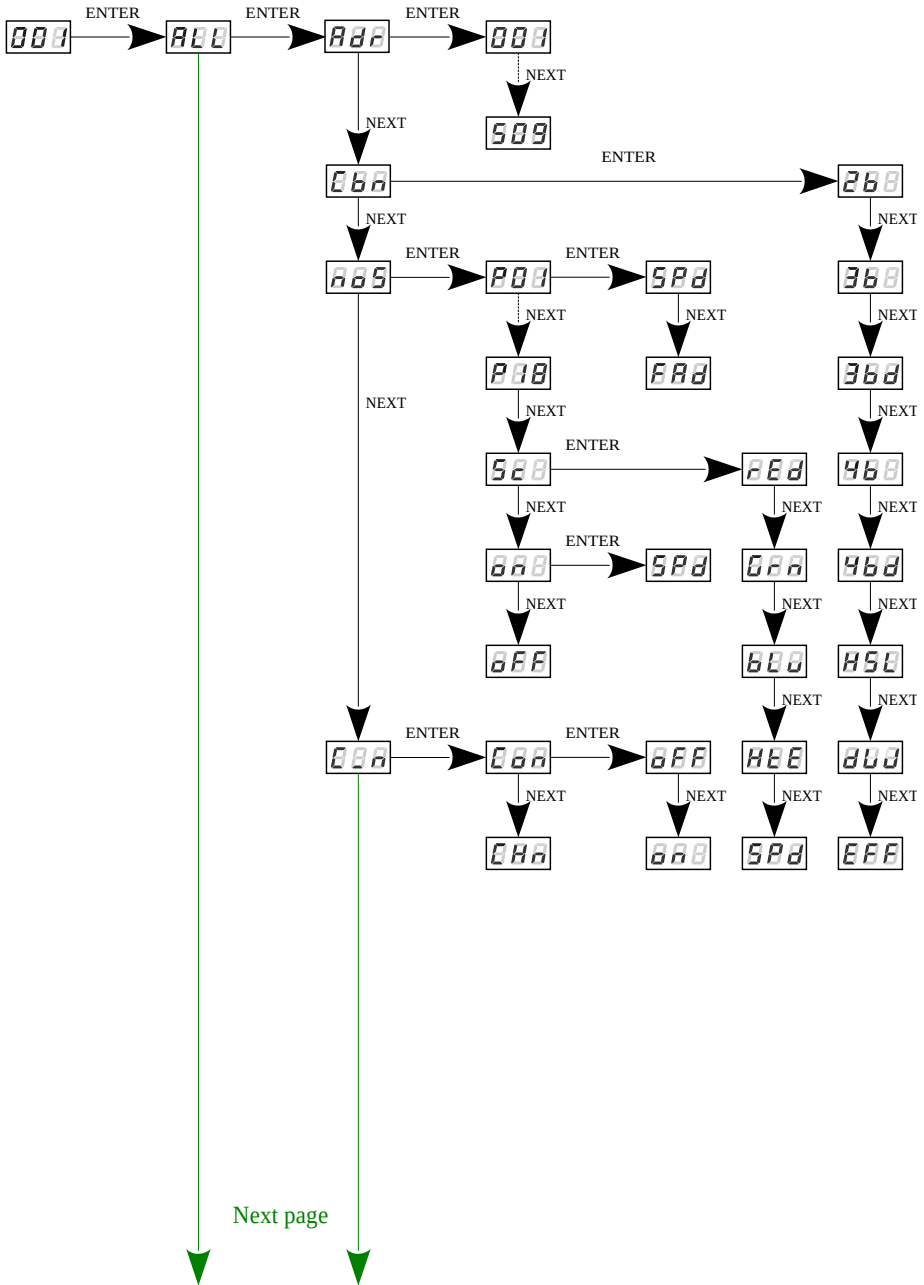 ENTER ENTER ENTER
001 ALL Adr 001
NEXT
NEXT 509
ENTER
Cbn 2b
NEXT NEXT
ENTER ENTER
noS P01 SPd 3b
NEXT NEXT NEXT
P18 FAd 3bd
NEXT NEXT NEXT
ENTER
Sc rEd 4b
NEXT NEXT NEXT
ENTER
on SPd Grn 4bd
NEXT NEXT NEXT
oFF bLu HSL
NEXT NEXT
ENTER ENTER
C_n Con oFF HtE dUJ
NEXT NEXT NEXT NEXT
CHn on SPd EFF
Next page